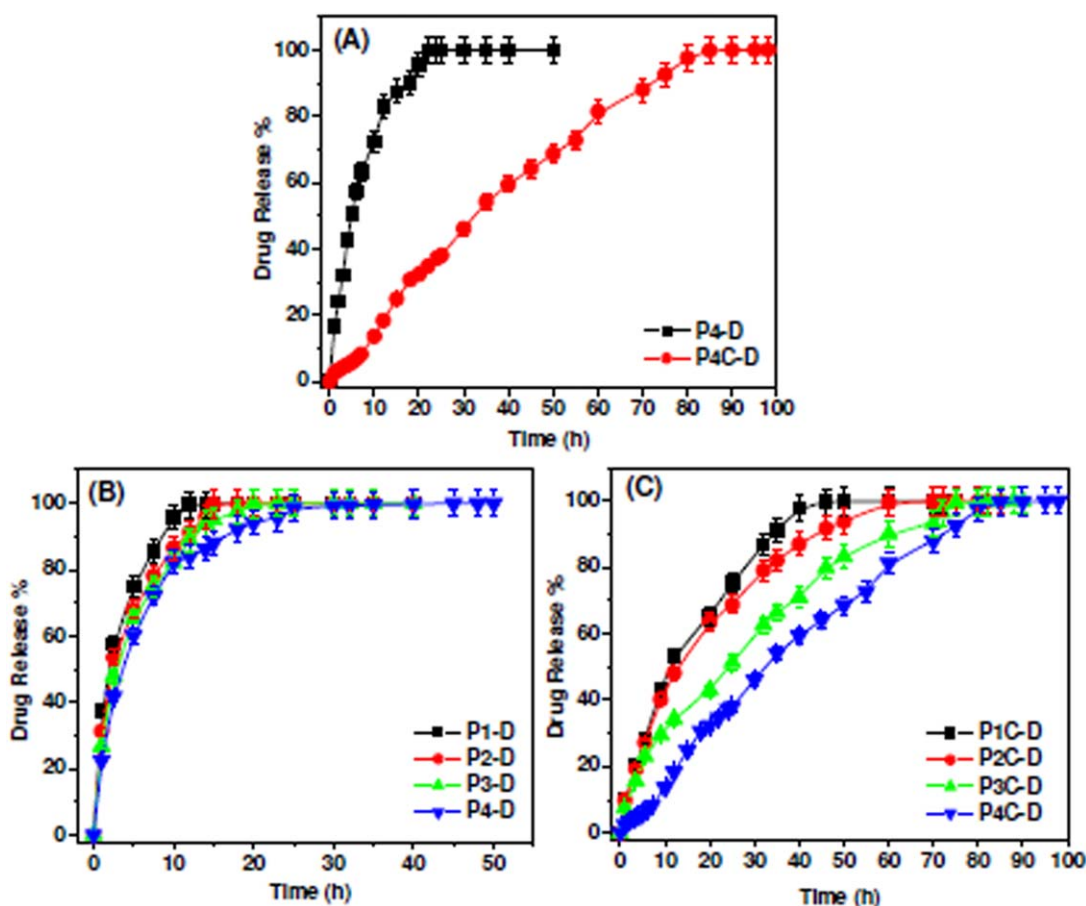 (A)
100
80
60
40
20
0
Drug Release %
P4-D
P4C-D
0 10 20 30 40 50 60 70 80 90 100
Time (h)
(B)
100
80
60
40
20
0
Drug Release %
P1-D
P2-D
P3-D
P4-D
0 10 20 30 40 50
Time (h)
(C)
100
80
60
40
20
0
Drug Release %
P1C-D
P2C-D
P3C-D
P4C-D
0 10 20 30 40 50 60 70 80 90 100
Time (h)